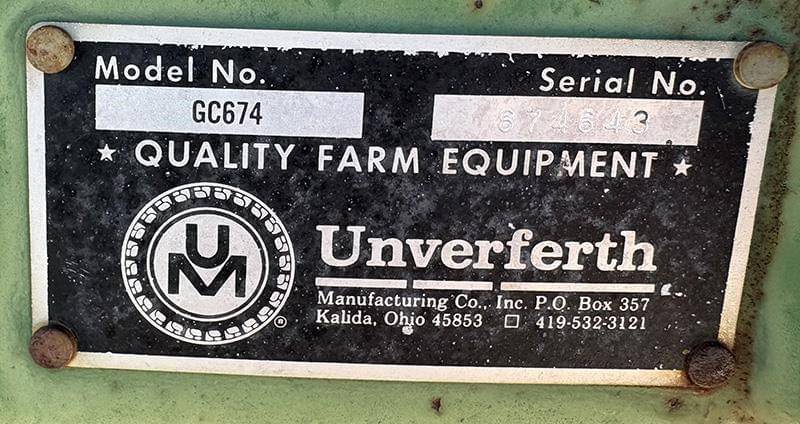 Model No. Serial No.
GC674 674643
★ QUALITY FARM EQUIPMENT ★
UM
®
Unverferth
Manufacturing Co., Inc. P.O. Box 357
Kalida, Ohio 45853 □ 419-532-3121